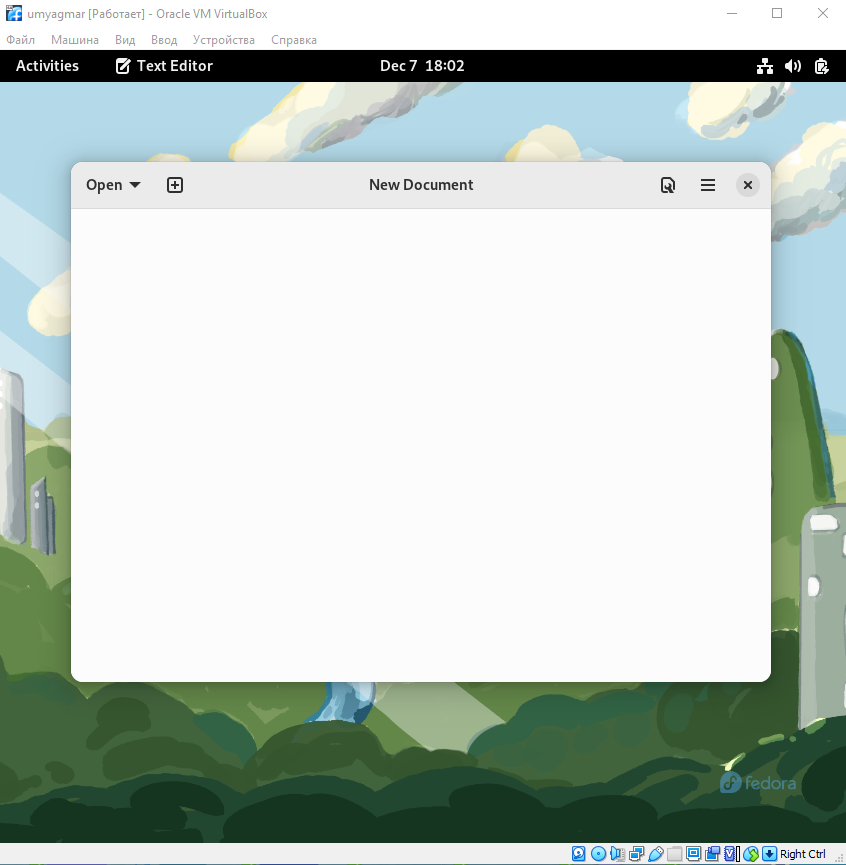 umyagmar [Работает] - Oracle VM VirtualBox
Файл Машина Вид Ввод Устройства Справка
Activities Text Editor Dec 7 18:02
Open New Document
fedora
Right Ctrl